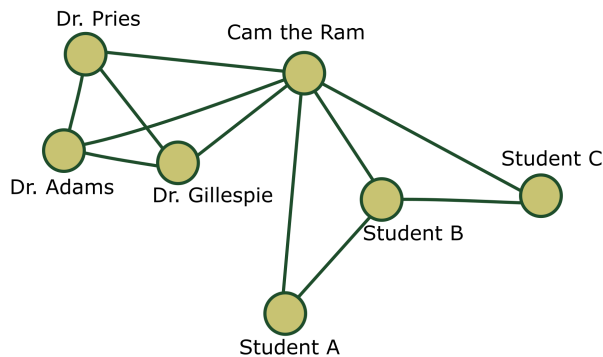 Dr. Pries
Cam the Ram
Student C
Dr. Adams
Dr. Gillespie
Student B
Student A